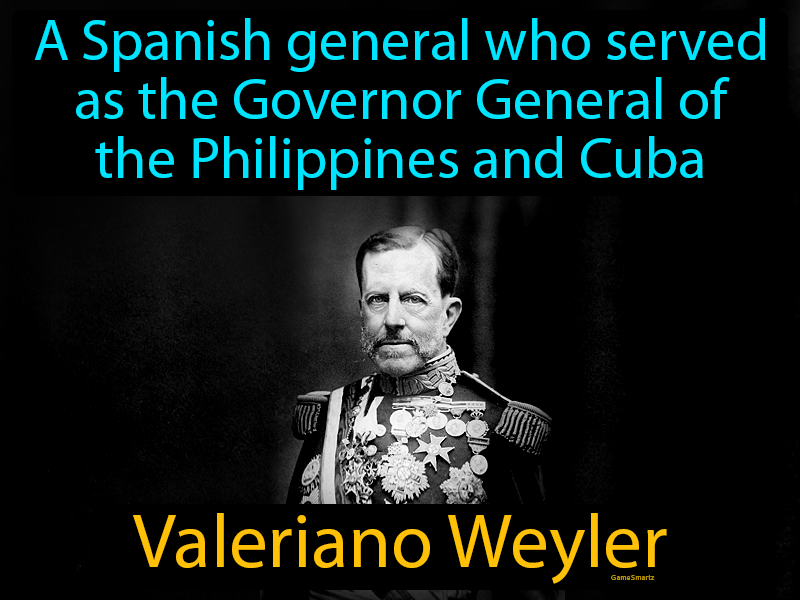 A Spanish general who served
as the Governor General of
the Philippines and Cuba
Valeriano Weyler
GameSmartz